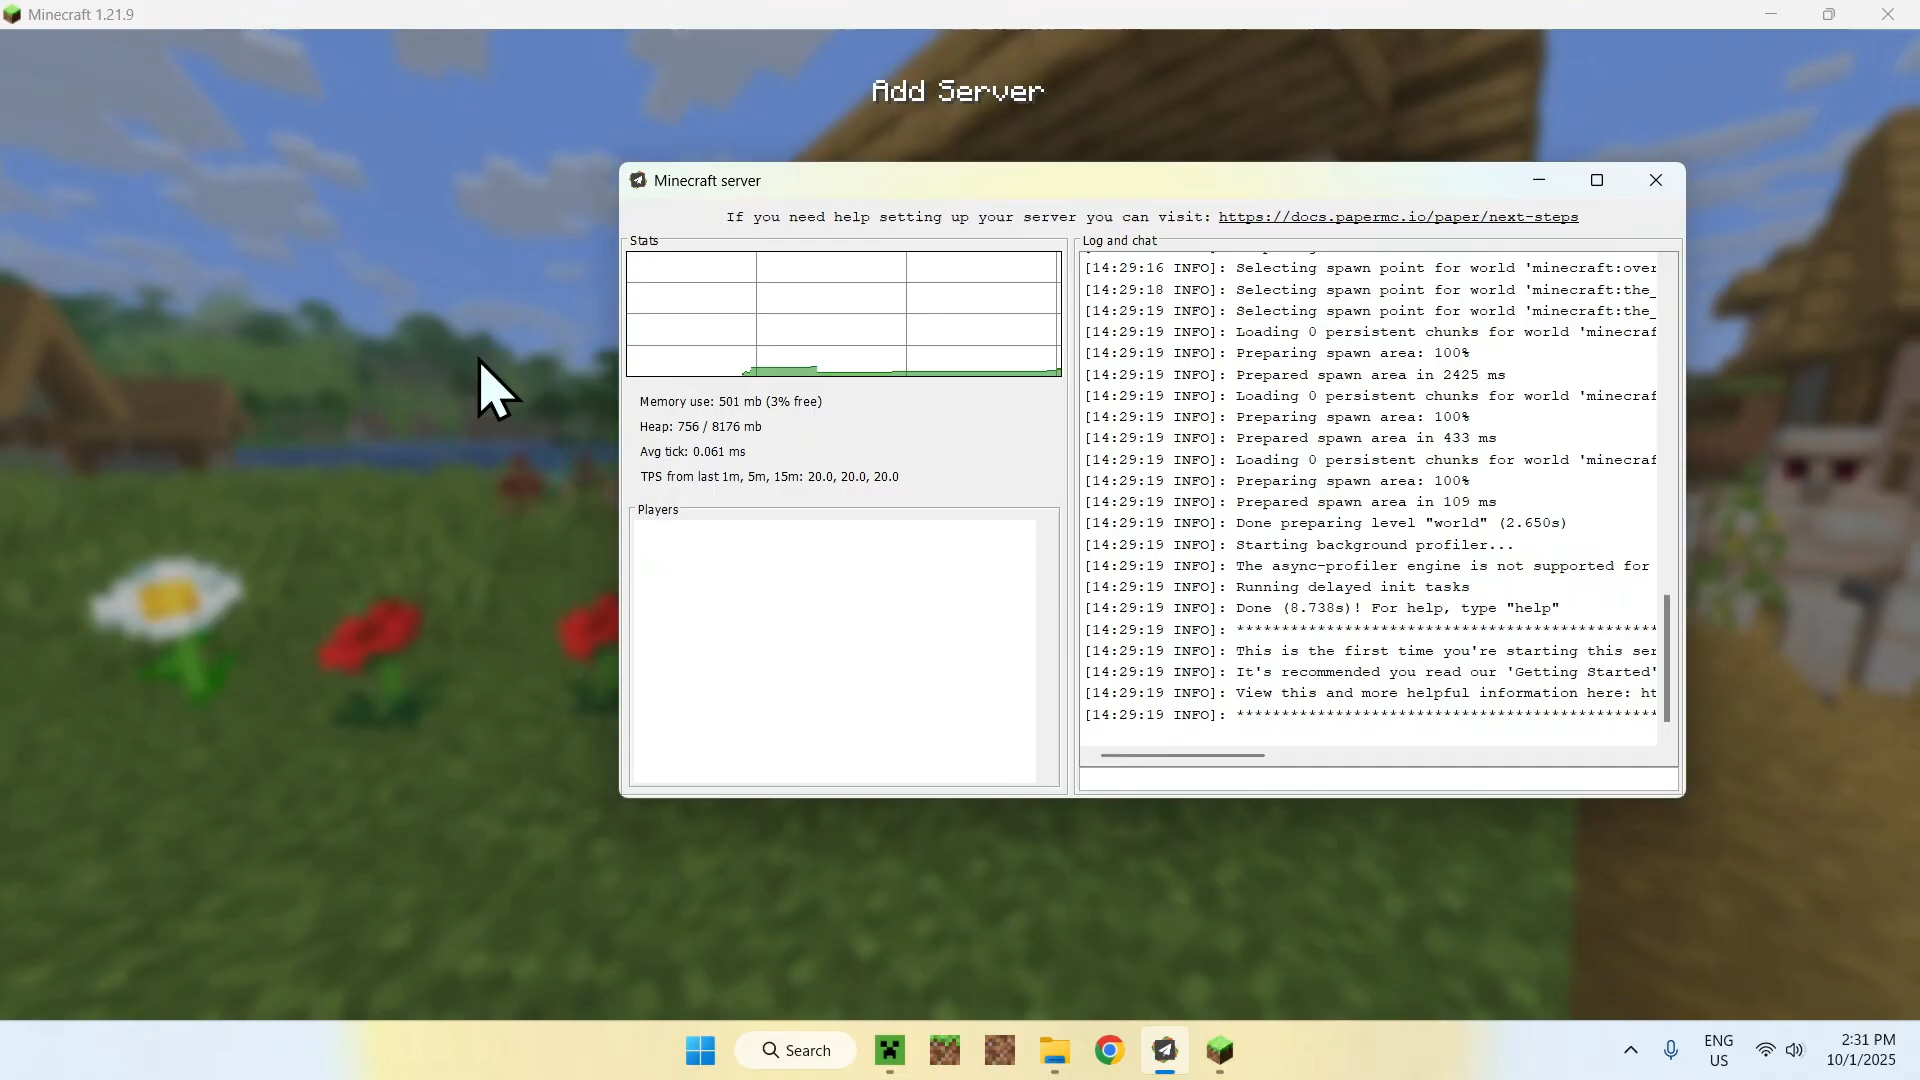 Minecraft 1.21.9
Add Server
Minecraft server
If you need help setting up your server you can visit: https://docs.papermc.io/paper/next-steps
Stats
Memory use: 501 mb (3% free)
Heap: 756 / 8176 mb
Avg tick: 0.061 ms
TPS from last 1m, 5m, 15m: 20.0, 20.0, 20.0
Players
Log and chat
[14:29:16 INFO]: Selecting spawn point for world 'minecraft:over
[14:29:18 INFO]: Selecting spawn point for world 'minecraft:the_
[14:29:19 INFO]: Selecting spawn point for world 'minecraft:the_
[14:29:19 INFO]: Loading 0 persistent chunks for world 'minecraf
[14:29:19 INFO]: Preparing spawn area: 100%
[14:29:19 INFO]: Prepared spawn area in 2425 ms
[14:29:19 INFO]: Loading 0 persistent chunks for world 'minecraf
[14:29:19 INFO]: Preparing spawn area: 100%
[14:29:19 INFO]: Prepared spawn area in 433 ms
[14:29:19 INFO]: Loading 0 persistent chunks for world 'minecraf
[14:29:19 INFO]: Preparing spawn area: 100%
[14:29:19 INFO]: Prepared spawn area in 109 ms
[14:29:19 INFO]: Done preparing level "world" (2.650s)
[14:29:19 INFO]: Starting background profiler...
[14:29:19 INFO]: The async-profiler engine is not supported for
[14:29:19 INFO]: Running delayed init tasks
[14:29:19 INFO]: Done (8.738s)! For help, type "help"
[14:29:19 INFO]: ***********************************************
[14:29:19 INFO]: This is the first time you're starting this ser
[14:29:19 INFO]: It's recommended you read our 'Getting Started'
[14:29:19 INFO]: View this and more helpful information here: ht
[14:29:19 INFO]: ***********************************************
Search
ENG
US
2:31 PM
10/1/2025